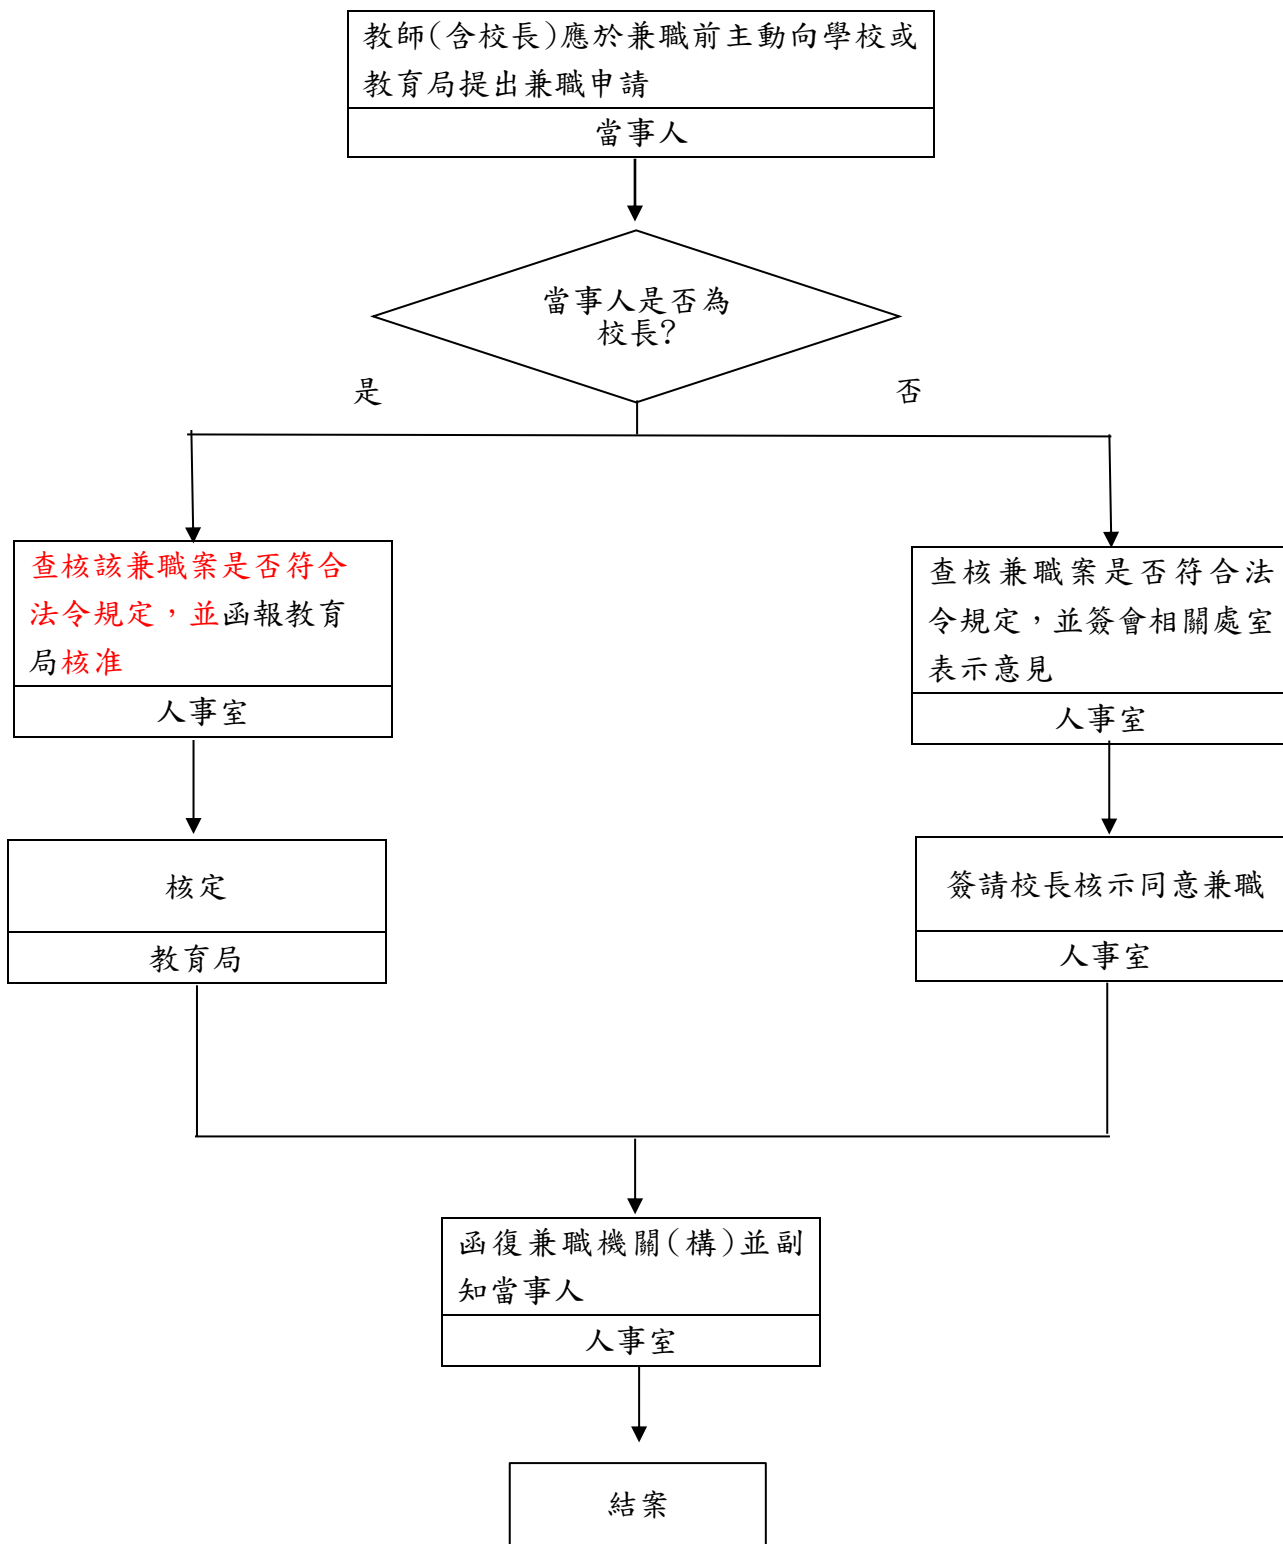 教師(含校長)應於兼職前主動向學校或
教育局提出兼職申請
當事人
當事人是否為
校長?
是
否
查核該兼職案是否符合
法令規定，並函報教育
局核准
人事室
查核兼職案是否符合法
令規定，並簽會相關處室
表示意見
人事室
核定
教育局
簽請校長核示同意兼職
人事室
函復兼職機關(構)並副
知當事人
人事室
結案